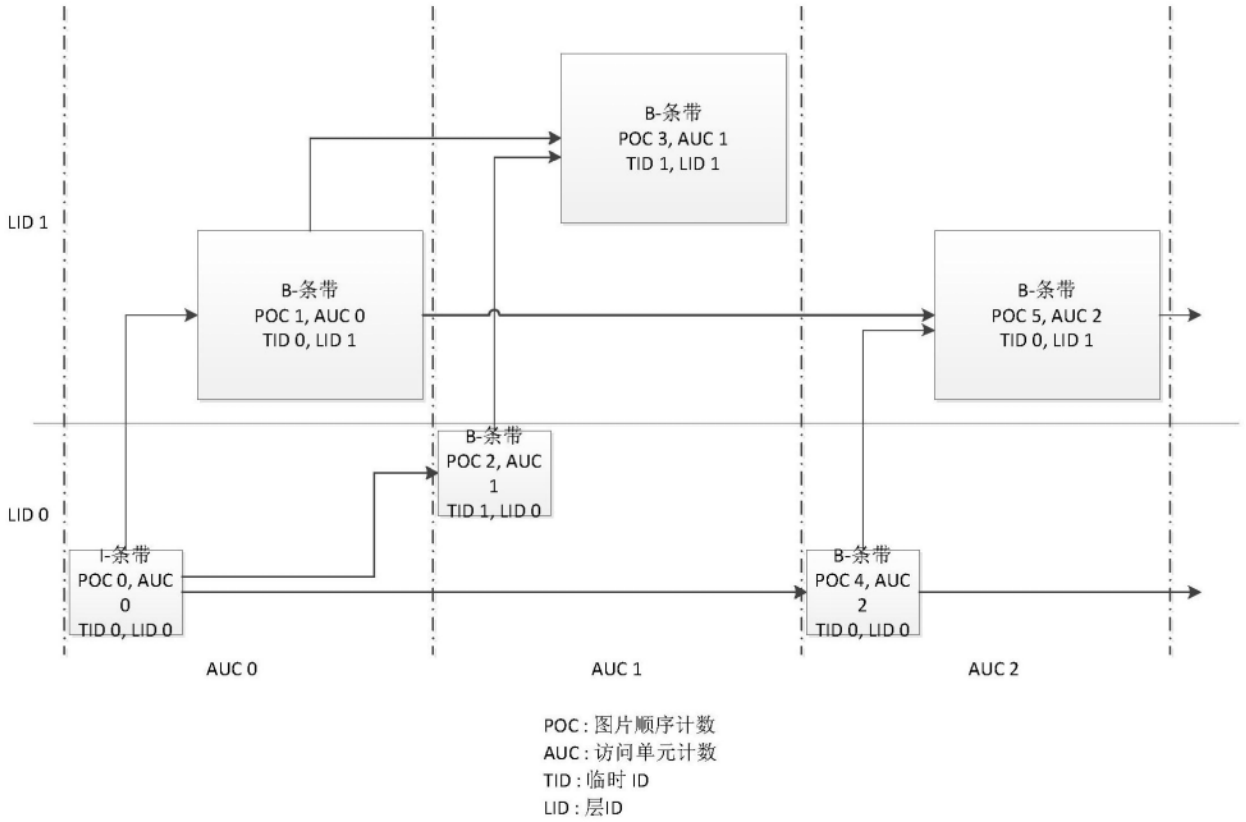 B-条带
POC 3, AUC 1
TID 1, LID 1
LID 1
B-条带
POC 1, AUC 0
TID 0, LID 1
B-条带
POC 5, AUC 2
TID 0, LID 1
B-条带
POC 2, AUC
1
TID 1, LID 0
LID 0
I-条带
POC 0, AUC
0
TID 0, LID 0
B-条带
POC 4, AUC
2
TID 0, LID 0
AUC 0
AUC 1
AUC 2
POC : 图片顺序计数
AUC : 访问单元计数
TID : 临时 ID
LID : 层ID